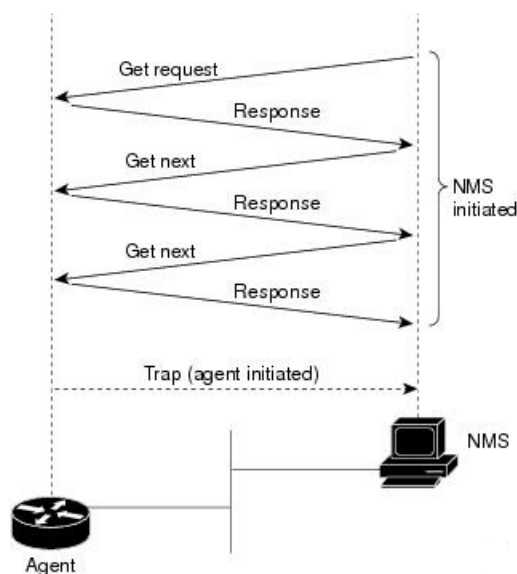 Get request
Response
Get next
Response
Get next
Response
NMS
initiated
Trap (agent initiated)
NMS
Agent